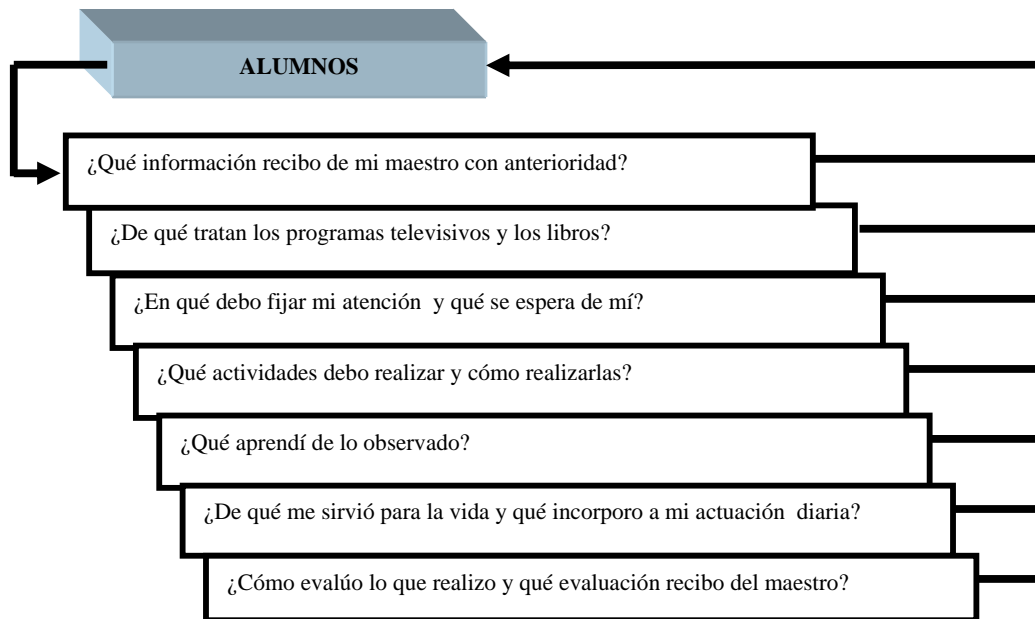 ALUMNOS
¿Qué información recibo de mi maestro con anterioridad?
¿De qué tratan los programas televisivos y los libros?
¿En qué debo fijar mi atención  y qué se espera de mí?
¿Qué actividades debo realizar y cómo realizarlas?
¿Qué aprendí de lo observado?
¿De qué me sirvió para la vida y qué incorporo a mi actuación  diaria?
¿Cómo evalúo lo que realizo y qué evaluación recibo del maestro?